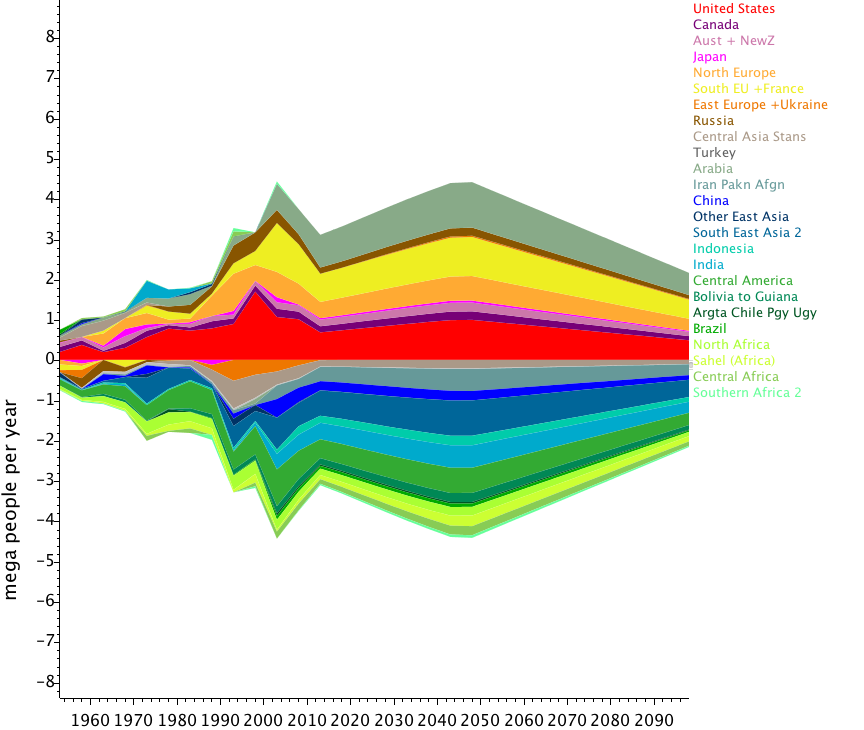 United States
Canada
Aust + NewZ
Japan
North Europe
South EU +France
East Europe +Ukraine
Russia
Central Asia Stans
Turkey
Arabia
Iran Pakn Afgn
China
Other East Asia
South East Asia 2
Indonesia
India
Central America
Bolivia to Guiana
Argta Chile Pgy Ugy
Brazil
North Africa
Sahel (Africa)
Central Africa
Southern Africa 2
8
7
6
5
4
3
2
1
0
-1
-2
-3
-4
-5
-6
-7
-8
mega people per year
1960 1970 1980 1990 2000 2010 2020 2030 2040 2050 2060 2070 2080 2090